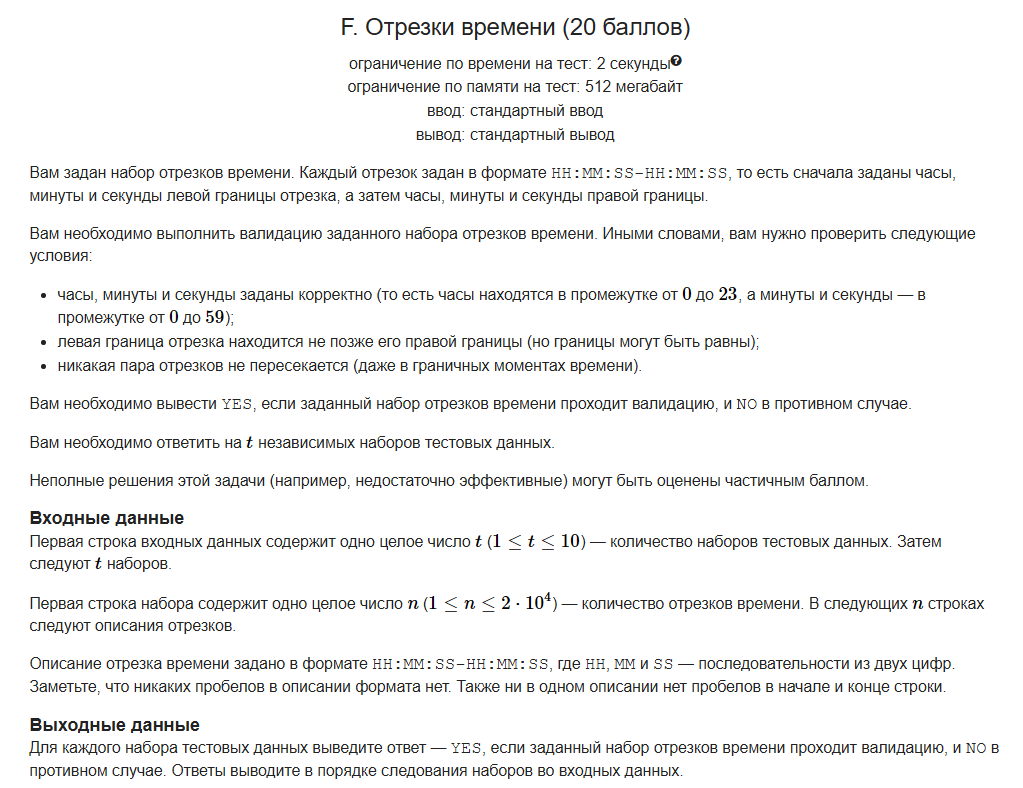 F. Отрезки времени (20 баллов)
ограничение по времени на тест: 2 секунды?
ограничение по памяти на тест: 512 мегабайт
ввод: стандартный ввод
вывод: стандартный вывод
Вам задан набор отрезков времени. Каждый отрезок задан в формате HH:MM:SS-HH:MM:SS, то есть сначала заданы часы,
минуты и секунды левой границы отрезка, а затем часы, минуты и секунды правой границы.
Вам необходимо выполнить валидацию заданного набора отрезков времени. Иными словами, вам нужно проверить следующие
условия:
• часы, минуты и секунды заданы корректно (то есть часы находятся в промежутке от 0 до 23, а минуты и секунды — в
промежутке от 0 до 59);
• левая граница отрезка находится не позже его правой границы (но границы могут быть равны);
• никакая пара отрезков не пересекается (даже в граничных моментах времени).
Вам необходимо вывести YES, если заданный набор отрезков времени проходит валидацию, и NO в противном случае.
Вам необходимо ответить на t независимых наборов тестовых данных.
Неполные решения этой задачи (например, недостаточно эффективные) могут быть оценены частичным баллом.
Входные данные
Первая строка входных данных содержит одно целое число t (1 ≤ t ≤ 10) — количество наборов тестовых данных. Затем
следуют t наборов.
Первая строка набора содержит одно целое число n (1 ≤ n ≤ 2 · 10⁴) — количество отрезков времени. В следующих n строках
следуют описания отрезков.
Описание отрезка времени задано в формате HH:MM:SS-HH:MM:SS, где HH, MM и SS — последовательности из двух цифр.
Заметьте, что никаких пробелов в описании формата нет. Также ни в одном описании нет пробелов в начале и конце строки.
Выходные данные
Для каждого набора тестовых данных выведите ответ — YES, если заданный набор отрезков времени проходит валидацию, и NO в
противном случае. Ответы выводите в порядке следования наборов во входных данных.